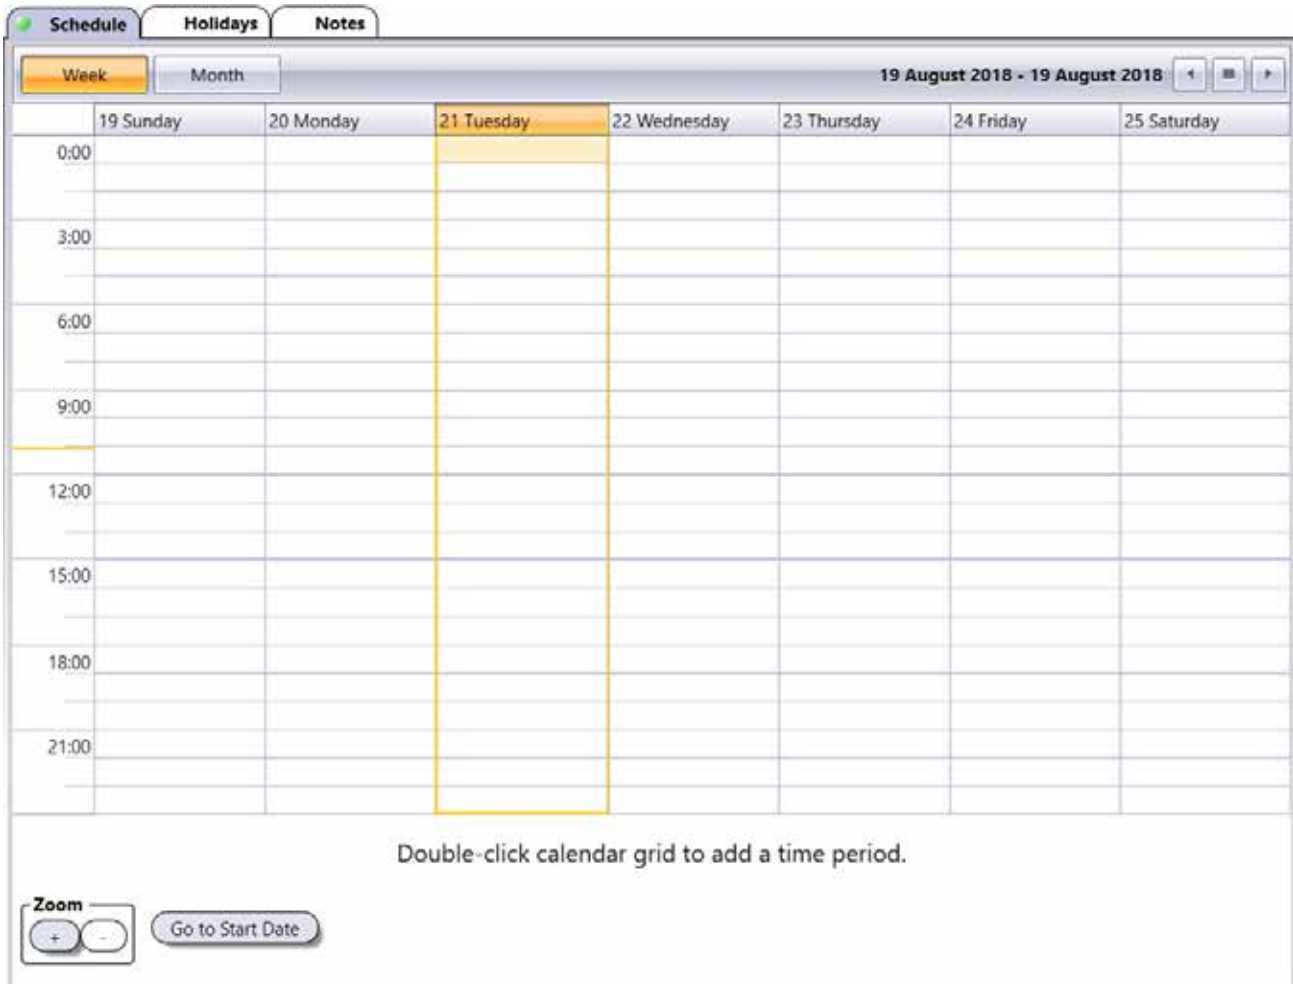 Schedule Holidays Notes
Week Month 19 August 2018 - 19 August 2018
19 Sunday 20 Monday 21 Tuesday 22 Wednesday 23 Thursday 24 Friday 25 Saturday
0:00
3:00
6:00
9:00
12:00
15:00
18:00
21:00
Double-click calendar grid to add a time period.
Zoom
+ - Go to Start Date